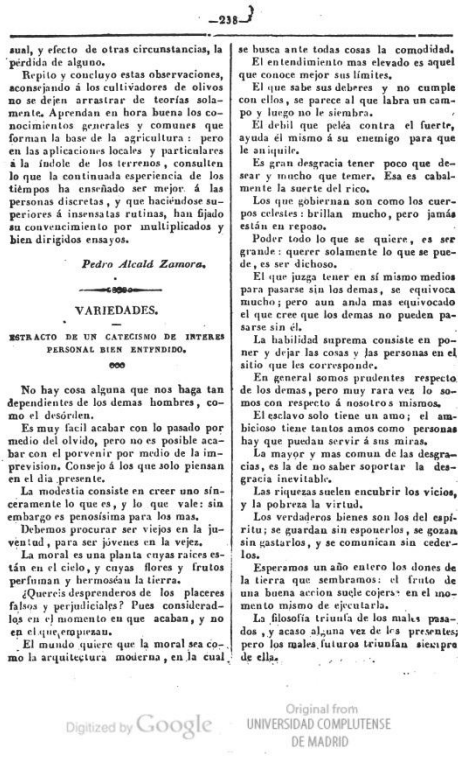 —238—
sual, y efecto de otras circunstancias, la
pérdida de alguno.
Repito y concluyo estas observaciones,
aconsejando á los cultivadores de olivos
no se dejen arrastrar de teorías sola-
mente. Aprendan en hora buena los co-
nocimientos generales y comunes que
forman la base de la agricultura : pero
en las aplicaciones locales y particulares
á la índole de los terrenos , consulten
lo que la continuada esperiencia de los
tiempos ha enseñado ser mejor á las
personas discretas , y que haciéndose su-
periores á insensatas rutinas, han fijado
su convencimiento por multiplicados y
bien dirigidos ensayos.
Pedro Alcalá Zamora.
VARIEDADES.
ESTRACTO DE UN CATECISMO DE INTERES
PERSONAL BIEN ENTENDIDO.
No hay cosa alguna que nos haga tan
dependientes de los demas hombres , co-
mo el desórden.
Es muy facil acabar con lo pasado por
medio del olvido, pero no es posible aca-
bar con el porvenir por medio de la im-
prevision. Consejo á los que solo piensan
en el dia presente.
La modestia consiste en creer uno sin-
ceramente lo que es, y lo que vale: sin
embargo es penosísima para los mas.
Debemos procurar ser viejos en la ju-
ventud , para ser jóvenes en la vejez.
La moral es una planta cuyas raices es-
tán en el cielo, y cuyas flores y frutos
perfuman y hermoséan la tierra.
¿Quereis desprenderos de los placeres
falsos y perjudiciales? Pues considerad-
los en el momento en que acaban, y no
en el que empiezan.
El mundo quiere que la moral sea co-
mo la arquitectura moderna , en la cual
se busca ante todas cosas la comodidad.
El entendimiento mas elevado es aquel
que conoce mejor sus límites.
El que sabe sus deberes y no cumple
con ellos , se parece al que labra un cam-
po y luego no le siembra.
El debil que peléa contra el fuerte,
ayuda él mismo á su enemigo para que
le aniquile.
Es gran desgracia tener poco que de-
sear y mucho que temer. Esa es cabal-
mente la suerte del rico.
Los que gobiernan son como los cuer-
pos celestes : brillan mucho, pero jamás
están en reposo.
Poder todo lo que se quiere, es ser
grande : querer solamente lo que se pue-
de , es ser dichoso.
El que juzga tener en sí mismo medios
para pasarse sin los demas, se equivoca
mucho ; pero aun anda mas equivocado
el que cree que los demas no pueden pa-
sarse sin él.
La habilidad suprema consiste en po-
ner y dejar las cosas y las personas en el
sitio que les corresponde.
En general somos prudentes respecto
de los demas, pero muy rara vez lo so-
mos con respecto á nosotros mismos.
El esclavo solo tiene un amo ; el am-
bicioso tiene tantos amos como personas
hay que puedan servir á sus miras.
La mayor y mas comun de las desgra-
cias , es la de no saber soportar la des-
gracia inevitable.
Las riquezas suelen encubrir los vicios,
y la pobreza la virtud.
Los verdaderos bienes son los del espí-
ritu ; se guardan sin esponerlos , se gozan
sin gastarlos, y se comunican sin ceder-
los.
Esperamos un año entero los dones de
la tierra que sembramos: el fruto de
una buena accion suele cojerse en el mo-
mento mismo de ejecutarla.
La filosofía triunfa de los males pasa-
dos , y acaso alguna vez de los presentes;
pero los males futuros triunfan siempre
de ella.
Digitized by Google
Original from
UNIVERSIDAD COMPLUTENSE
DE MADRID